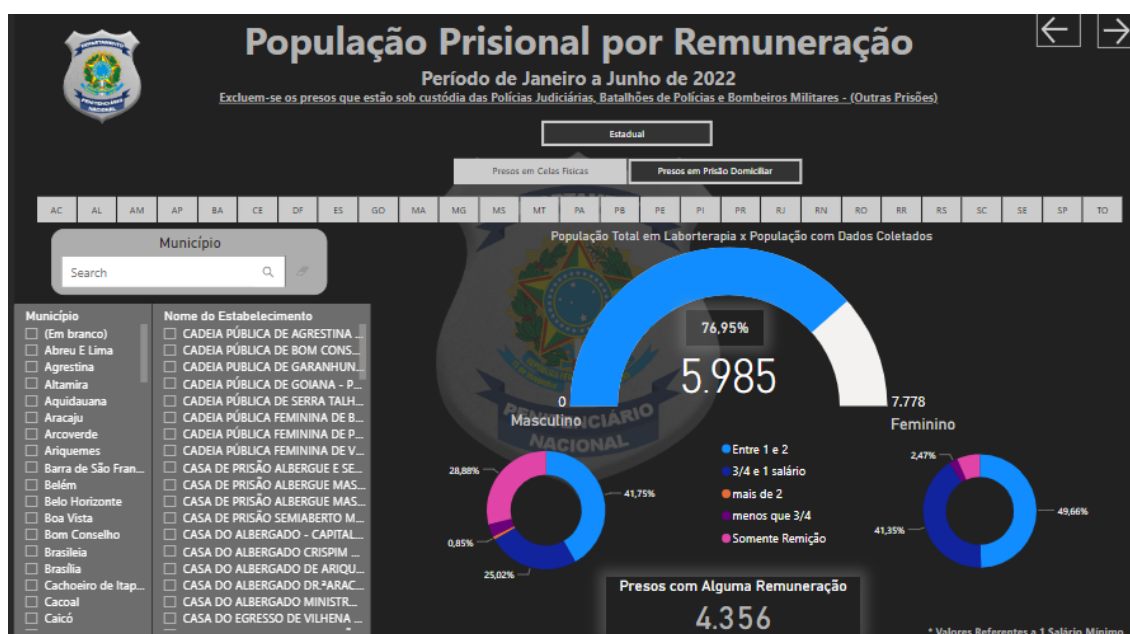 População Prisional por Remuneração
Período de Janeiro a Junho de 2022
Excluem-se os presos que estão sob custódia das Polícias Judiciárias, Batalhões de Polícias e Bombeiros Militares - (Outras Prisões)
Estadual
Presos em Celas Físicas
Presos em Prisão Domiciliar
AC AL AM AP BA CE DF ES GO MA MG MS MT PA PB PE PI PR RJ RN RO RR RS SC SE SP TO
Município
Search
Município
(Em branco)
Abreu E Lima
Agrestina
Altamira
Aquidauana
Aracaju
Arcoverde
Ariquemes
Barra de São Fran...
Belém
Belo Horizonte
Boa Vista
Bom Conselho
Brasileia
Brasília
Cachoeiro de Itap...
Cacoal
Caicó
Nome do Estabelecimento
CADEIA PÚBLICA DE AGRESTINA ...
CADEIA PÚBLICA DE BOM CONS...
CADEIA PUBLICA DE GARANHUN...
CADEIA PÚBLICA DE GOIANA - P...
CADEIA PÚBLICA DE SERRA TALH...
CADEIA PÚBLICA FEMININA DE B...
CADEIA PÚBLICA FEMININA DE P...
CADEIA PÚBLICA FEMININA DE V...
CASA DE PRISÃO ALBERGUE E SE...
CASA DE PRISÃO ALBERGUE MAS...
CASA DE PRISÃO ALBERGUE MAS...
CASA DE PRISÃO SEMIABERTO M...
CASA DO ALBERGADO - CAPITAL...
CASA DO ALBERGADO CRISPIM ...
CASA DO ALBERGADO DE ARIQU...
CASA DO ALBERGADO DR.ªARAC...
CASA DO ALBERGADO MINISTR...
CASA DO EGRESSO DE VILHENA ...
População Total em Laborterapia x População com Dados Coletados
76,95%
5.985
0
7.778
PENITENCIÁRIO
NACIONAL
Masculino
28,88%
41,75%
0,85%
25,02%
Entre 1 e 2
3/4 e 1 salário
mais de 2
menos que 3/4
Somente Remição
Feminino
2,47%
49,66%
41,35%
Presos com Alguma Remuneração
4.356
* Valores Referentes a 1 Salário Mínimo